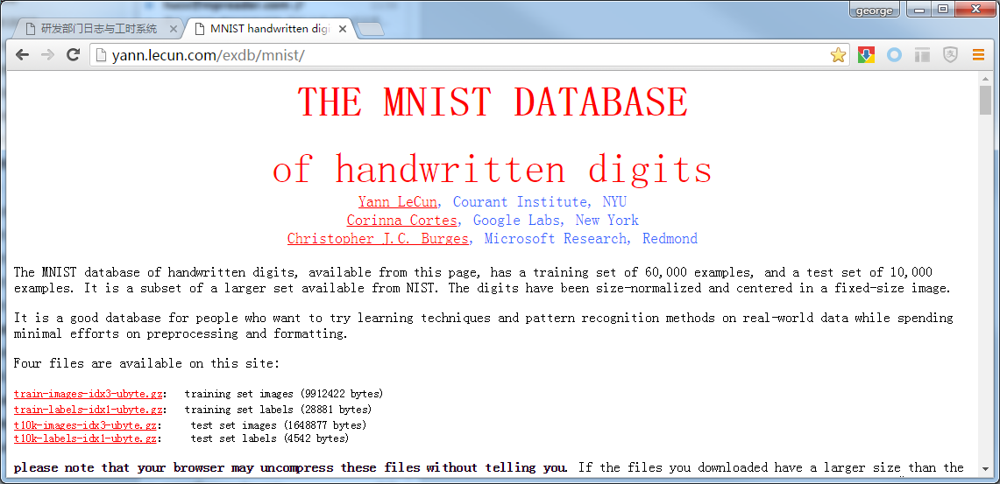 george
研发部门日志与工时系统
MNIST handwritten digi
yann.lecun.com/exdb/mnist/
THE MNIST DATABASE
of handwritten digits
Yann LeCun, Courant Institute, NYU
Corinna Cortes, Google Labs, New York
Christopher J.C. Burges, Microsoft Research, Redmond
The MNIST database of handwritten digits, available from this page, has a training set of 60,000 examples, and a test set of 10,000
examples. It is a subset of a larger set available from NIST. The digits have been size-normalized and centered in a fixed-size image.
It is a good database for people who want to try learning techniques and pattern recognition methods on real-world data while spending
minimal efforts on preprocessing and formatting.
Four files are available on this site:
train-images-idx3-ubyte.gz: training set images (9912422 bytes)
train-labels-idx1-ubyte.gz: training set labels (28881 bytes)
t10k-images-idx3-ubyte.gz: test set images (1648877 bytes)
t10k-labels-idx1-ubyte.gz: test set labels (4542 bytes)
please note that your browser may uncompress these files without telling you. If the files you downloaded have a larger size than the